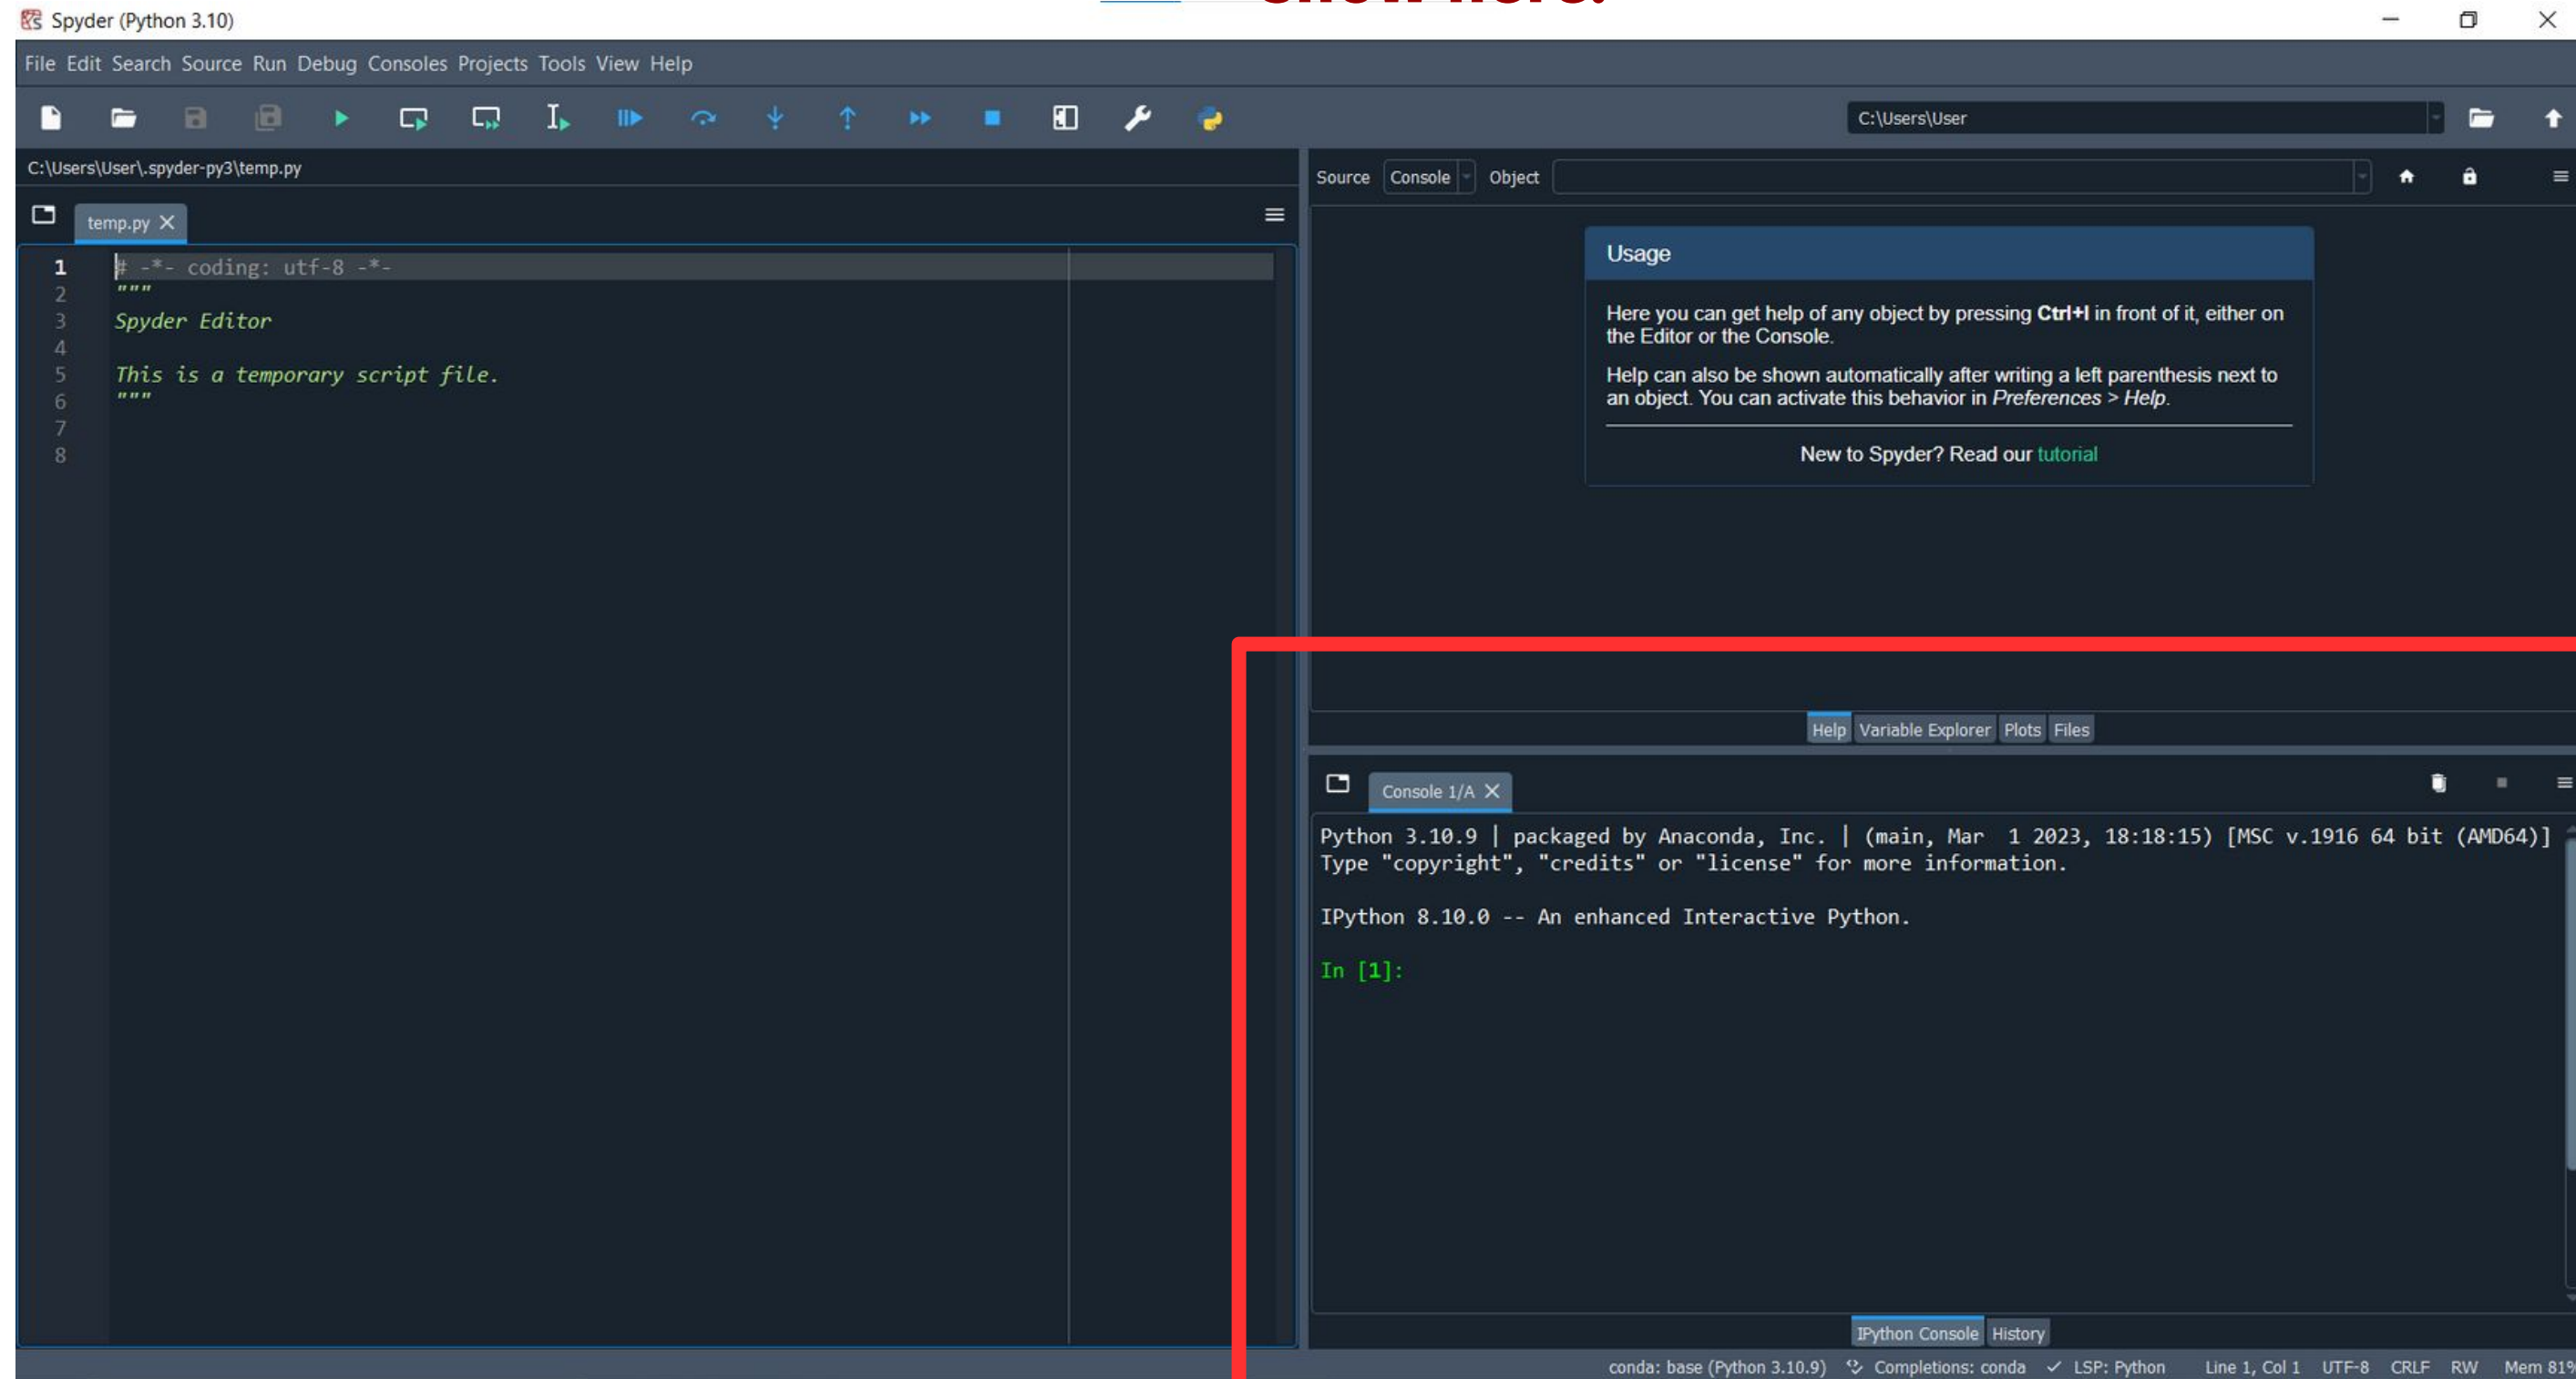 Spyder (Python 3.10)
File Edit Search Source Run Debug Consoles Projects Tools View Help
C:\Users\User
C:\Users\User\.spyder-py3\temp.py
temp.py
1 # -*- coding: utf-8 -*-
2 """
3 Spyder Editor
4
5 This is a temporary script file.
6 """
7
8
Source Console Object
Usage
Here you can get help of any object by pressing Ctrl+I in front of it, either on
the Editor or the Console.
Help can also be shown automatically after writing a left parenthesis next to
an object. You can activate this behavior in Preferences > Help.
New to Spyder? Read our tutorial
Help Variable Explorer Plots Files
Console 1/A
Python 3.10.9 | packaged by Anaconda, Inc. | (main, Mar  1 2023, 18:18:15) [MSC v.1916 64 bit (AMD64)]
Type "copyright", "credits" or "license" for more information.
IPython 8.10.0 -- An enhanced Interactive Python.
In [1]:
IPython Console History
conda: base (Python 3.10.9) Completions: conda LSP: Python Line 1, Col 1 UTF-8 CRLF RW Mem 81%